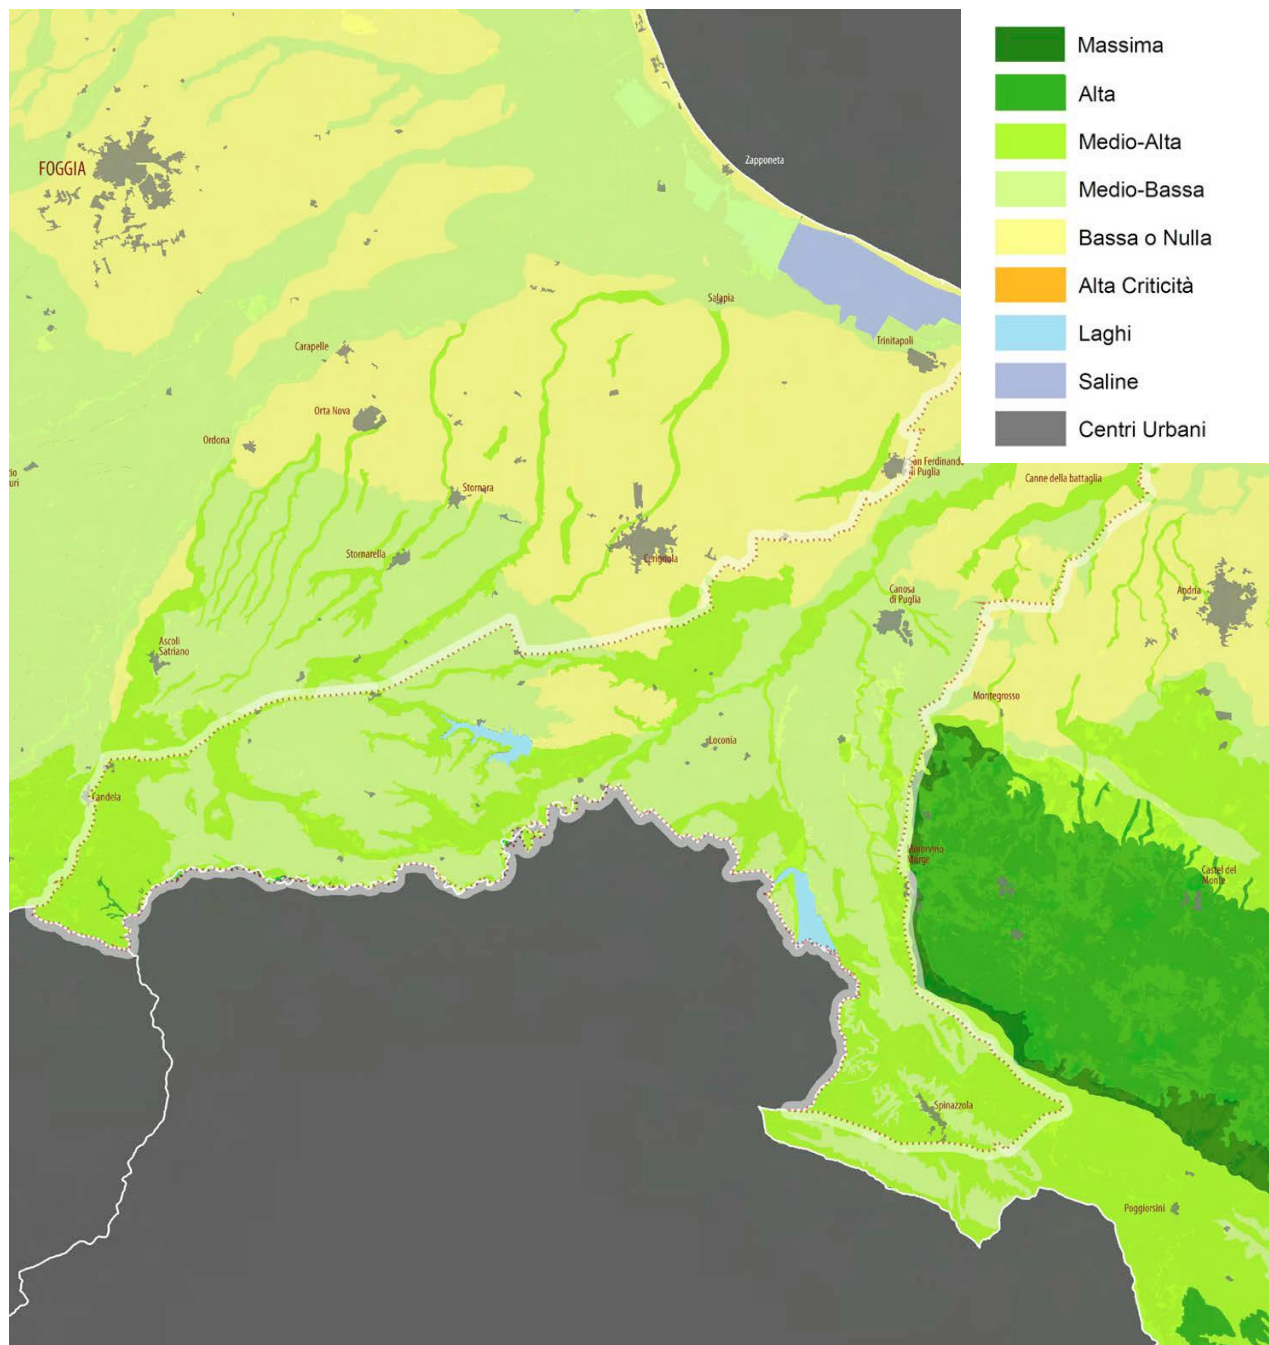 Massima
Alta
Medio-Alta
Medio-Bassa
Bassa o Nulla
Alta Criticità
Laghi
Saline
Centri Urbani
Zapponeta
FOGGIA
Salapia
Trinitapoli
Carapelle
Orta Nova
Ordona
San Ferdinando
di Puglia
Canne della battaglia
Stornara
Stornarella
Cerignola
Canosa
di Puglia
Andria
Ascoli
Satriano
Montegrosso
Loconia
Candela
Minervino
Murge
Castel del
Monte
Spinazzola
Poggiorsini